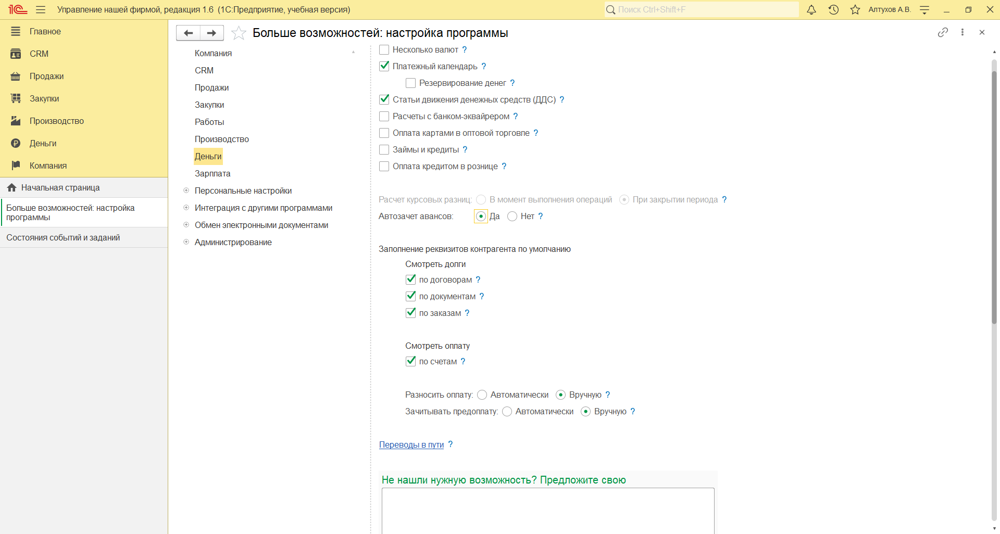 1С Управление нашей фирмой, редакция 1.6 (1С:Предприятие, учебная версия) Поиск Ctrl+Shift+F Алтухов А.В.
Главное
CRM
Продажи
Закупки
Производство
Деньги
Компания
Начальная страница
Больше возможностей: настройка
программы
Состояния событий и заданий
Больше возможностей: настройка программы
Компания
CRM
Продажи
Закупки
Работы
Производство
Деньги
Зарплата
Персональные настройки
Интеграция с другими программами
Обмен электронными документами
Администрирование
Несколько валют ?
Платежный календарь ?
Резервирование денег ?
Статьи движения денежных средств (ДДС) ?
Расчеты с банком-эквайрером ?
Оплата картами в оптовой торговле ?
Займы и кредиты ?
Оплата кредитом в рознице ?
Расчет курсовых разниц: В момент выполнения операций При закрытии периода ?
Автозачет авансов: Да Нет ?
Заполнение реквизитов контрагента по умолчанию
Смотреть долги
по договорам ?
по документам ?
по заказам ?
Смотреть оплату
по счетам ?
Разносить оплату: Автоматически Вручную ?
Зачитывать предоплату: Автоматически Вручную ?
Переводы в пути ?
Не нашли нужную возможность? Предложите свою